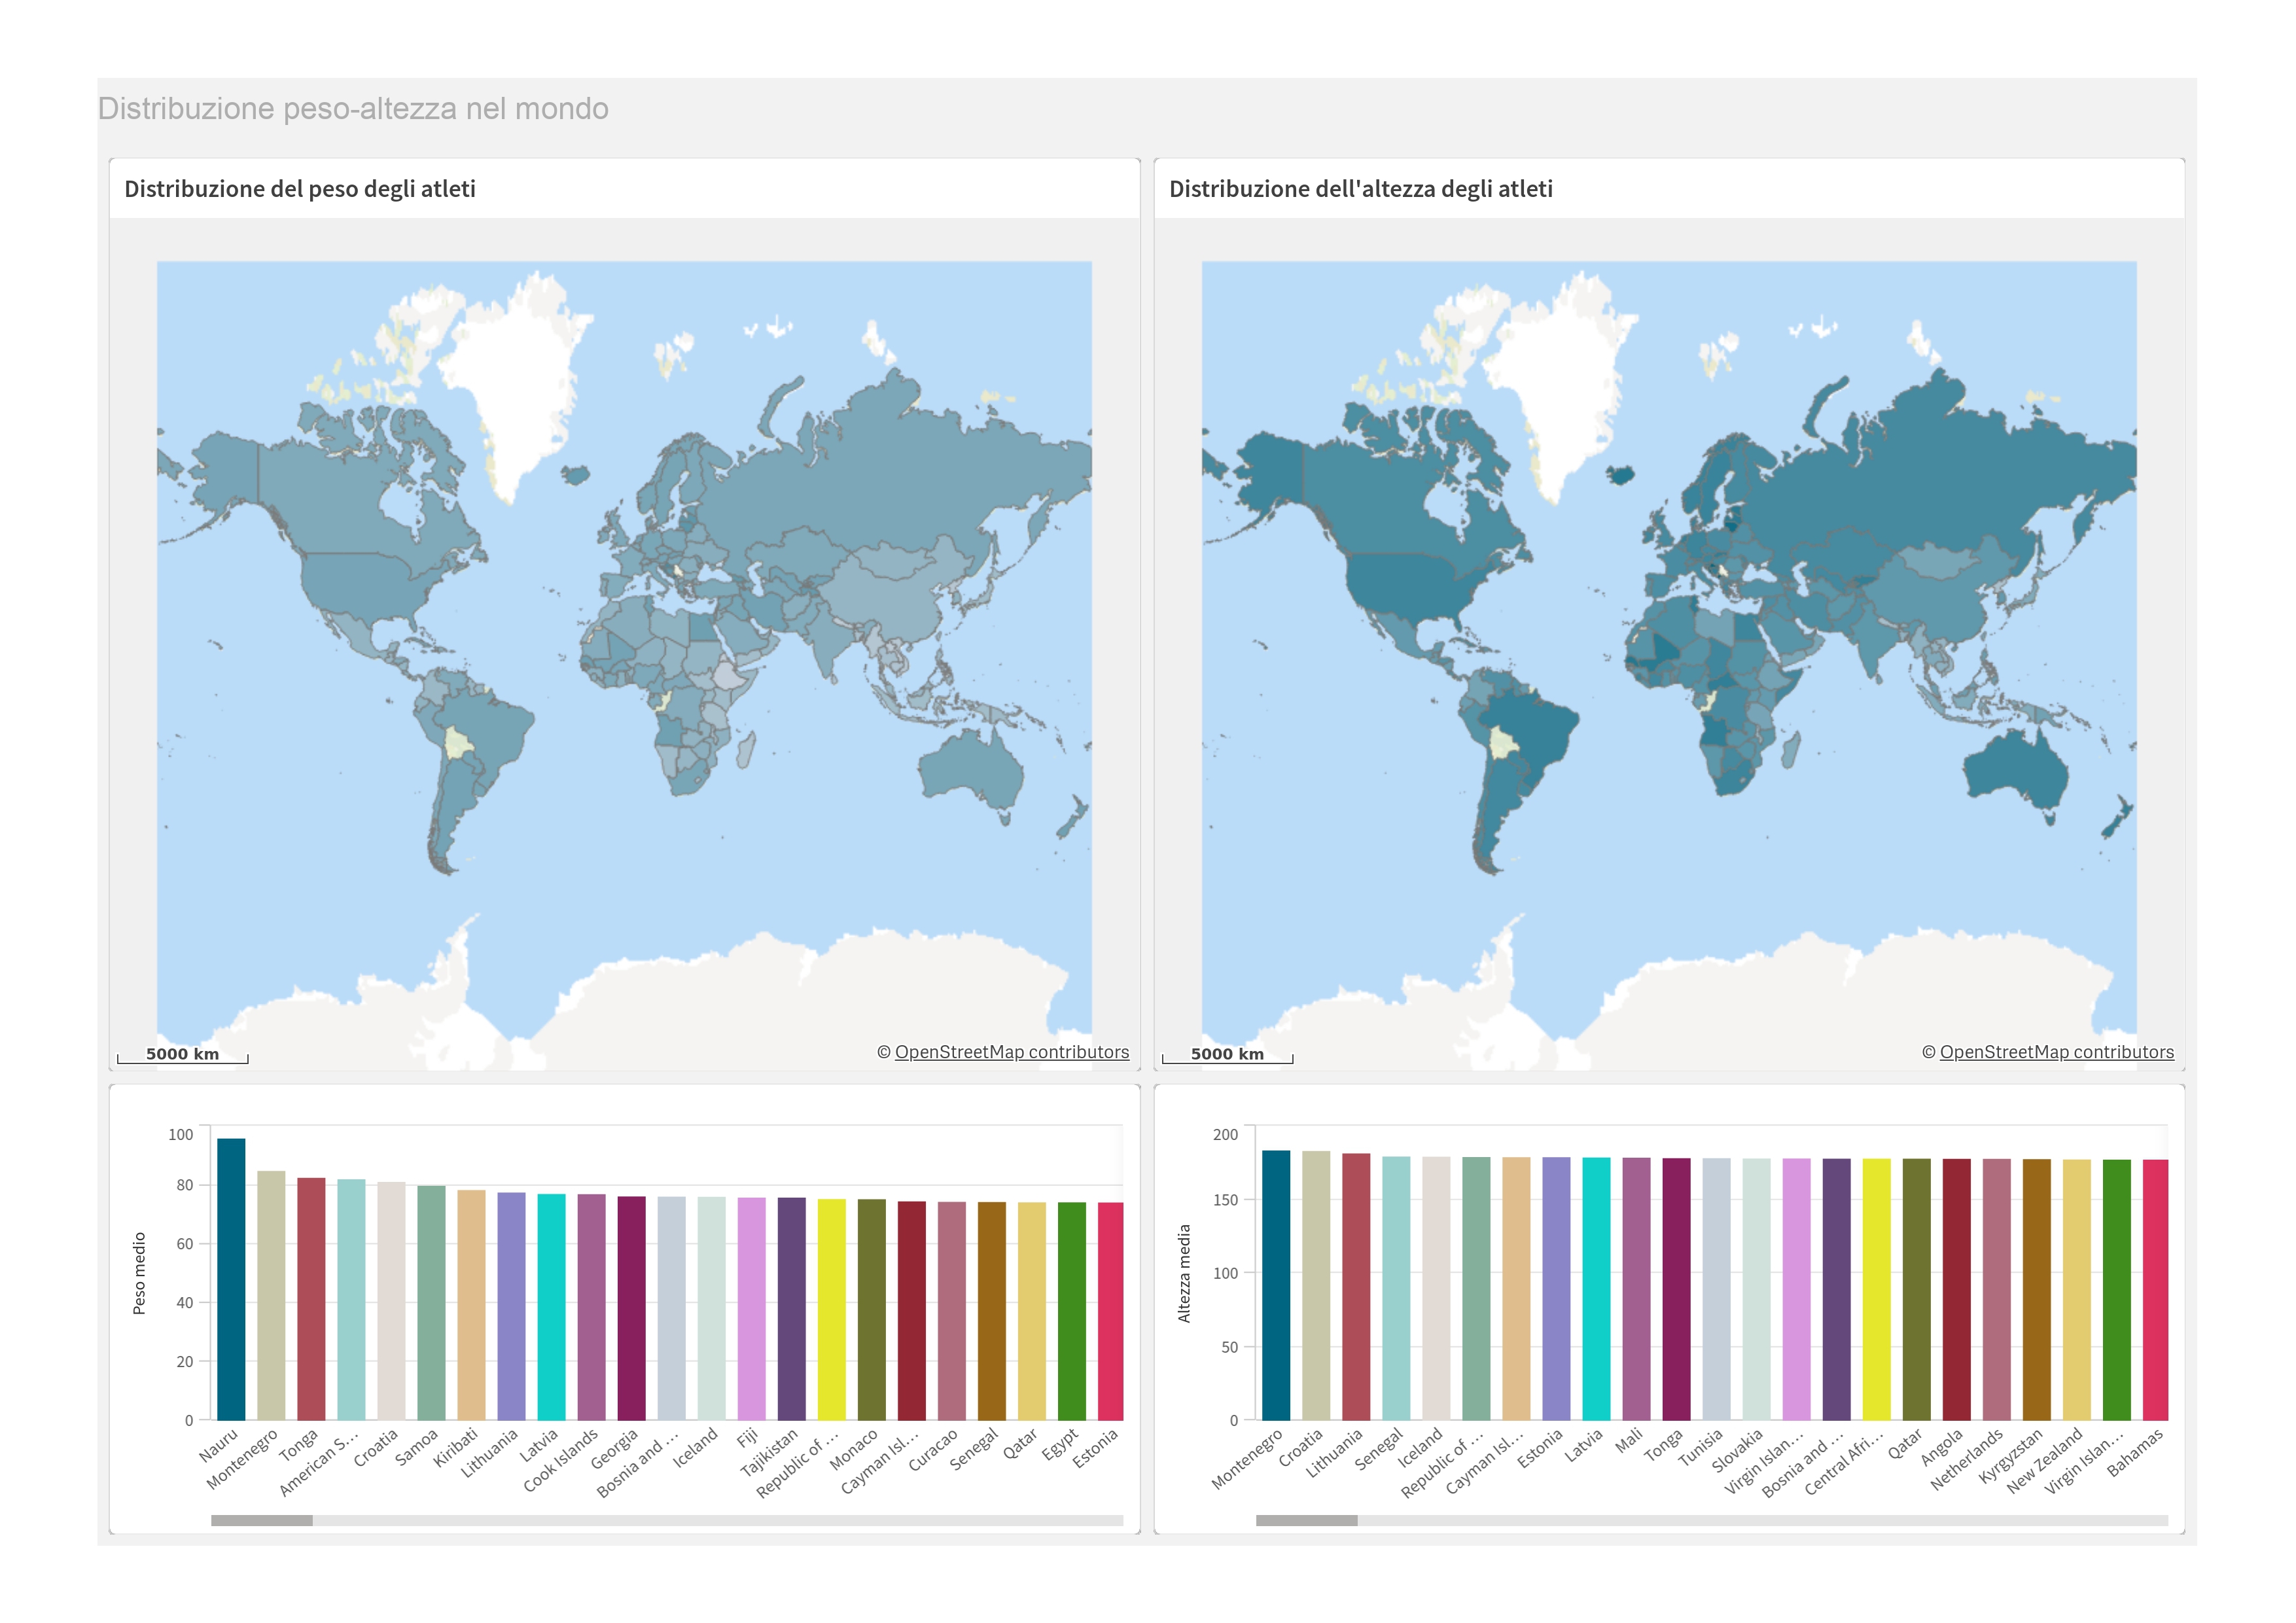 Distribuzione peso-altezza nel mondo
Distribuzione del peso degli atleti
5000 km
© OpenStreetMap contributors
Distribuzione dell'altezza degli atleti
5000 km
© OpenStreetMap contributors
Peso medio
100
80
60
40
20
0
Nauru
Montenegro
Tonga
American S...
Croatia
Samoa
Kiribati
Lithuania
Latvia
Cook Islands
Georgia
Bosnia and ...
Iceland
Fiji
Tajikistan
Republic of ...
Monaco
Cayman Isl...
Curacao
Senegal
Qatar
Egypt
Estonia
Altezza media
200
150
100
50
0
Montenegro
Croatia
Lithuania
Senegal
Iceland
Republic of ...
Cayman Isl...
Estonia
Latvia
Mali
Tonga
Tunisia
Slovakia
Virgin Islan...
Bosnia and ...
Central Afri...
Qatar
Angola
Netherlands
Kyrgyzstan
New Zealand
Virgin Islan...
Bahamas